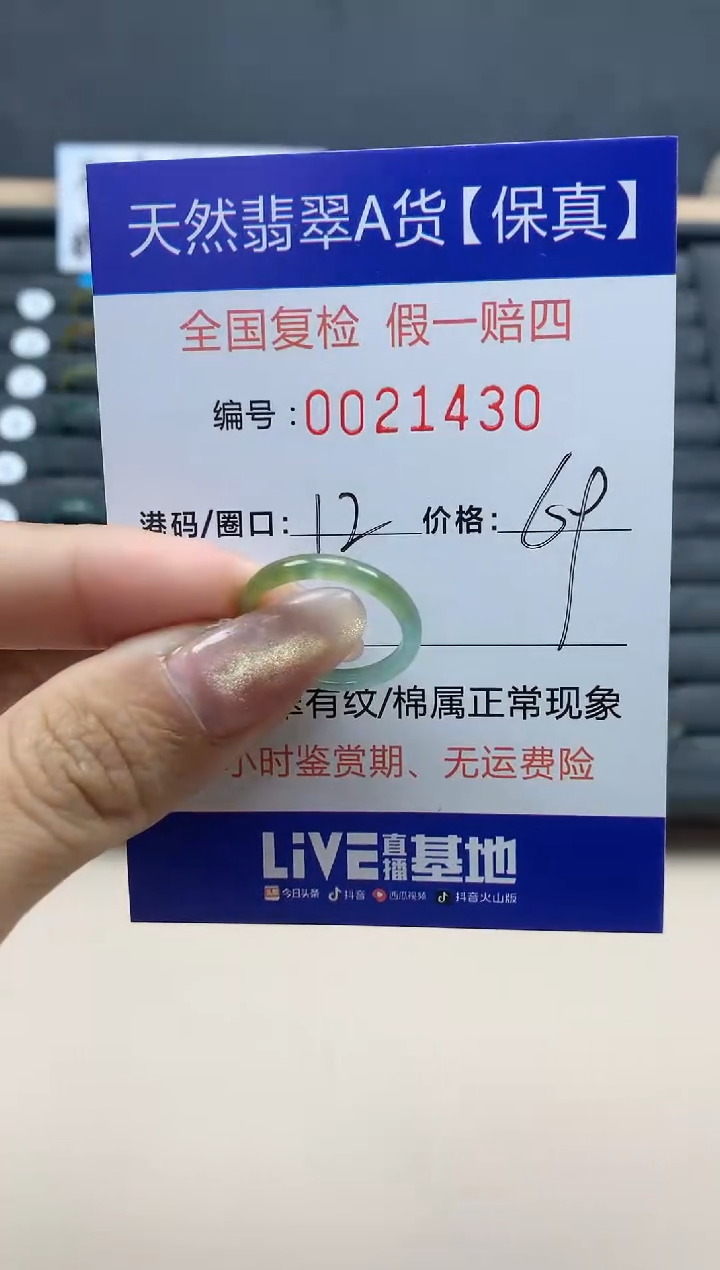 天然翡翠A货【保真】
全国复检 假一赔四
编号:0021430
港码/圈口: 12 价格: 69
有纹/棉属正常现象
小时鉴赏期、无运费险
LiVE直播基地
今日头条 抖音 西瓜视频 抖音火山版